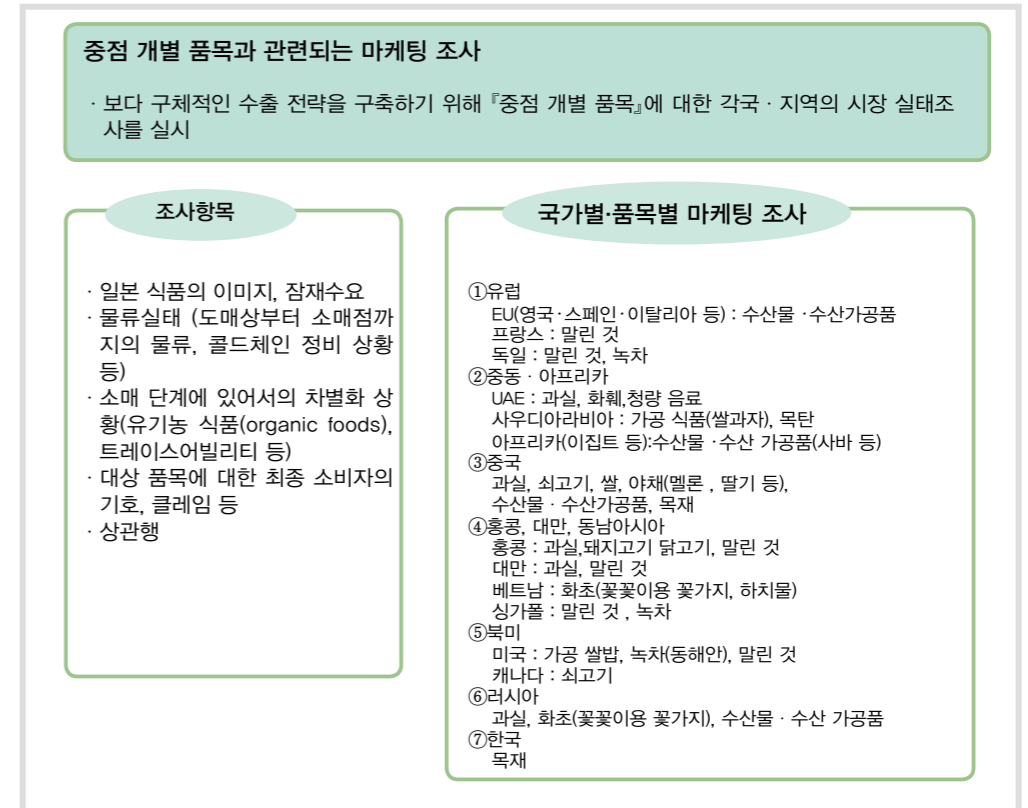 중점 개별 품목과 관련되는 마케팅 조사
· 보다 구체적인 수출 전략을 구축하기 위해 『중점 개별 품목』에 대한 각국 · 지역의 시장 실태조
사를 실시
조사항목
· 일본 식품의 이미지, 잠재수요
· 물류실태 (도매상부터 소매점까
지의 물류, 콜드체인 정비 상황
등)
· 소매 단계에 있어서의 차별화 상
황(유기농 식품(organic foods),
트레이스어빌리티 등)
· 대상 품목에 대한 최종 소비자의
기호, 클레임 등
· 상관행
국가별·품목별 마케팅 조사
①유럽
EU(영국·스페인·이탈리아 등) : 수산물 ·수산가공품
프랑스 : 말린 것
독일 : 말린 것, 녹차
②중동 · 아프리카
UAE : 과실, 화훼,청량 음료
사우디아라비아 : 가공 식품(쌀과자), 목탄
아프리카(이집트 등):수산물 ·수산 가공품(사바 등)
③중국
과실, 쇠고기, 쌀, 야채(멜론 , 딸기 등),
수산물 · 수산가공품, 목재
④홍콩, 대만, 동남아시아
홍콩 : 과실,돼지고기 닭고기, 말린 것
대만 : 과실, 말린 것
베트남 : 화초(꽃꽃이용 꽃가지, 하치물)
싱가폴 : 말린 것 , 녹차
⑤북미
미국 : 가공 쌀밥, 녹차(동해안), 말린 것
캐나다 : 쇠고기
⑥러시아
과실, 화초(꽃꽃이용 꽃가지), 수산물 · 수산 가공품
⑦한국
목재